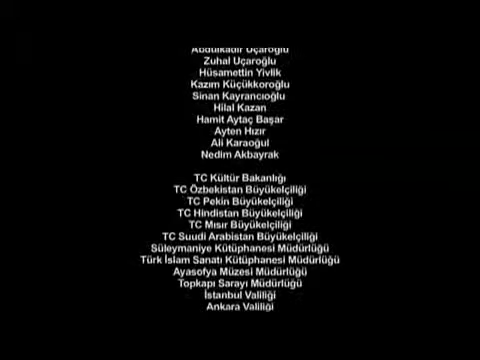 Abdulkadir Uçaroğlu
Zuhal Uçaroğlu
Hüsamettin Yivlik
Kazım Küçükkoroğlu
Sinan Kayrancıoğlu
Hilal Kazan
Hamit Aytaç Başar
Ayten Hızır
Ali Karaoğul
Nedim Akbayrak
TC Kültür Bakanlığı
TC Özbekistan Büyükelçiliği
TC Pekin Büyükelçiliği
TC Hindistan Büyükelçiliği
TC Mısır Büyükelçiliği
TC Suudi Arabistan Büyükelçiliği
Süleymaniye Kütüphanesi Müdürlüğü
Türk İslam Sanatı Kütüphanesi Müdürlüğü
Ayasofya Müzesi Müdürlüğü
Topkapı Sarayı Müdürlüğü
İstanbul Valiliği
Ankara Valiliği